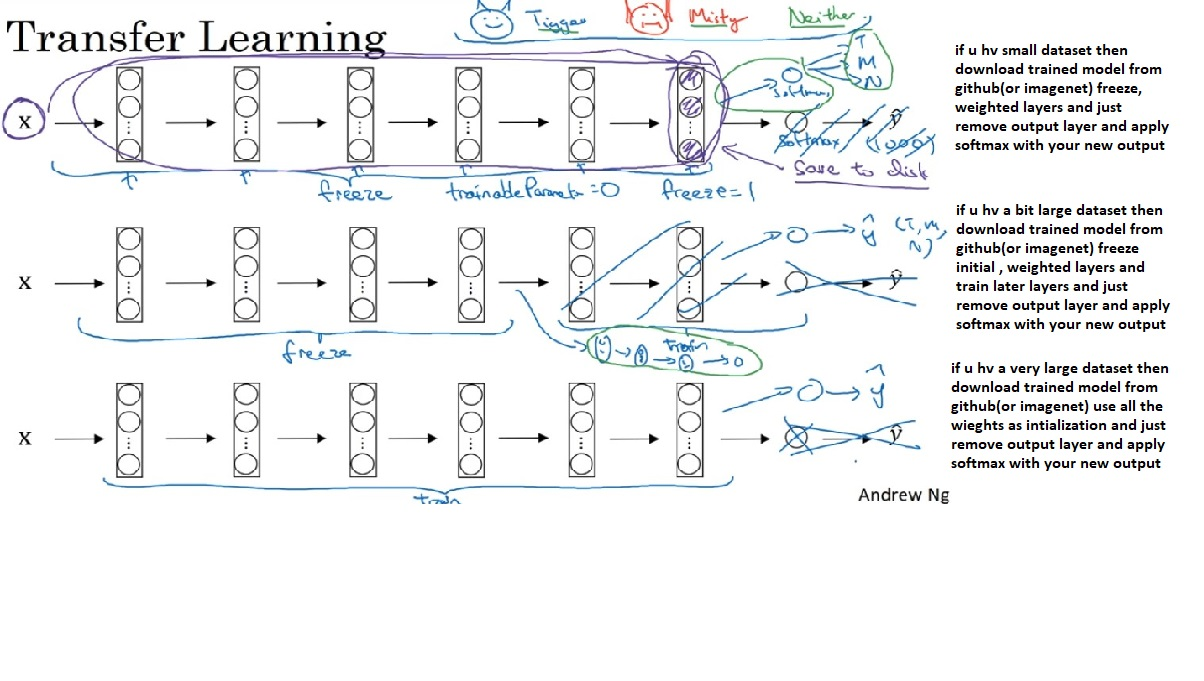 Transfer Learning
Tigger Misty Neither
T
M
N
x
softmax
ŷ
softmax (1000)
Save to disk
freeze trainableParameter=0 freeze=1
if u hv small dataset then
download trained model from
github(or imagenet) freeze,
weighted layers and just
remove output layer and apply
softmax with your new output
x
ŷ (T, M,
N)
ŷ
freeze
train
if u hv a bit large dataset then
download trained model from
github(or imagenet) freeze
initial , weighted layers and
train later layers and just
remove output layer and apply
softmax with your new output
x
ŷ
ŷ
train
if u hv a very large dataset then
download trained model from
github(or imagenet) use all the
wieghts as intialization and just
remove output layer and apply
softmax with your new output
Andrew Ng